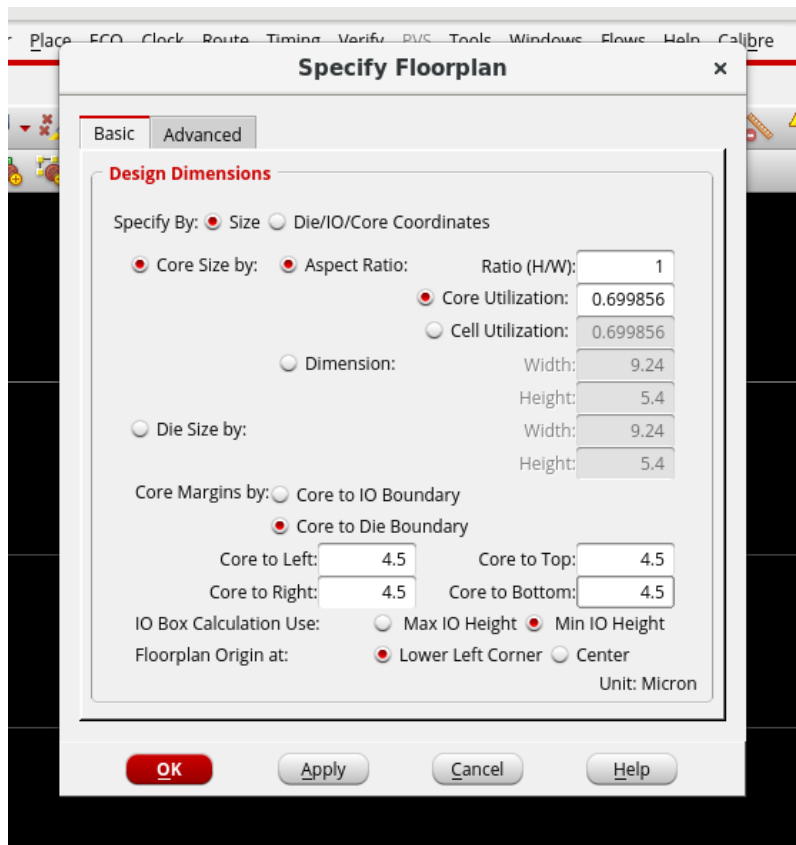 Place ECO Clock Route Timing Verify PVS Tools Windows Flows Help Calibre
Specify Floorplan
Basic Advanced
Design Dimensions
Specify By: Size Die/IO/Core Coordinates
Core Size by: Aspect Ratio: Ratio (H/W): 1
Core Utilization: 0.699856
Cell Utilization: 0.699856
Dimension: Width: 9.24
Height: 5.4
Die Size by: Width: 9.24
Height: 5.4
Core Margins by: Core to IO Boundary
Core to Die Boundary
Core to Left: 4.5 Core to Top: 4.5
Core to Right: 4.5 Core to Bottom: 4.5
IO Box Calculation Use: Max IO Height Min IO Height
Floorplan Origin at: Lower Left Corner Center
Unit: Micron
OK Apply Cancel Help